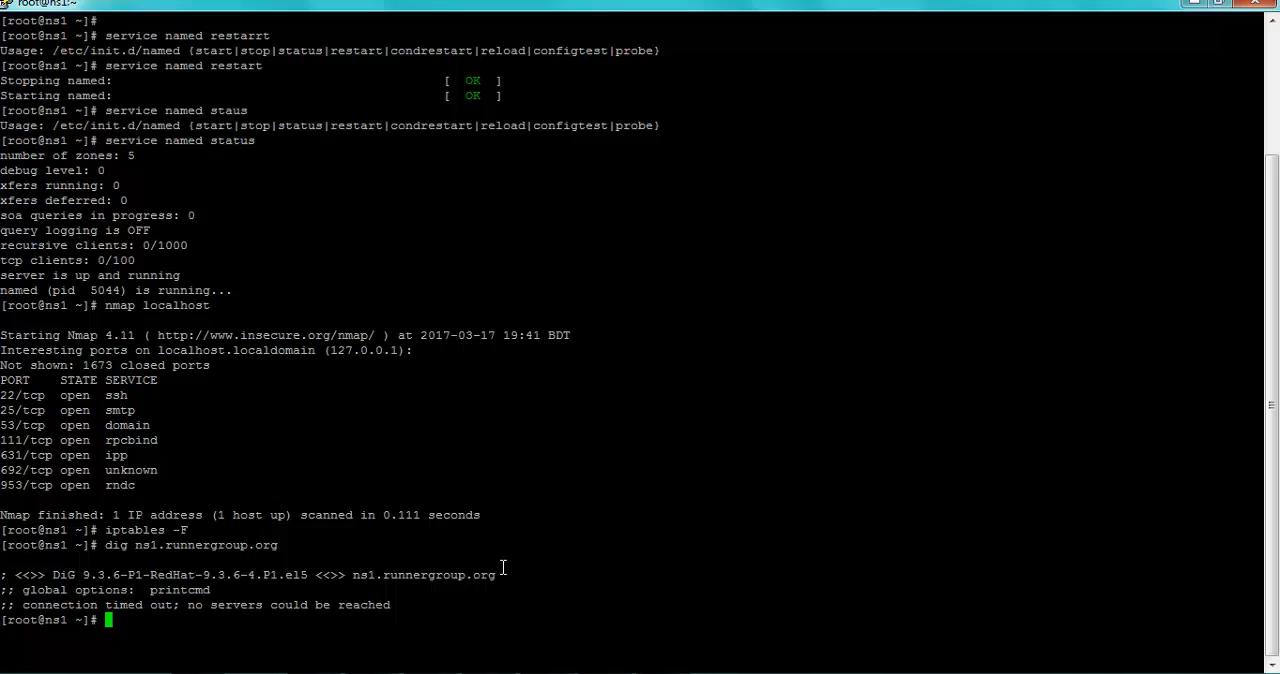 root@ns1:~
[root@ns1 ~]#
[root@ns1 ~]# service named restarrt
Usage: /etc/init.d/named {start|stop|status|restart|condrestart|reload|configtest|probe}
[root@ns1 ~]# service named restart
Stopping named:                                            [  OK  ]
Starting named:                                            [  OK  ]
[root@ns1 ~]# service named staus
Usage: /etc/init.d/named {start|stop|status|restart|condrestart|reload|configtest|probe}
[root@ns1 ~]# service named status
number of zones: 5
debug level: 0
xfers running: 0
xfers deferred: 0
soa queries in progress: 0
query logging is OFF
recursive clients: 0/1000
tcp clients: 0/100
server is up and running
named (pid  5044) is running...
[root@ns1 ~]# nmap localhost
Starting Nmap 4.11 ( http://www.insecure.org/nmap/ ) at 2017-03-17 19:41 BDT
Interesting ports on localhost.localdomain (127.0.0.1):
Not shown: 1673 closed ports
PORT    STATE SERVICE
22/tcp  open  ssh
25/tcp  open  smtp
53/tcp  open  domain
111/tcp open  rpcbind
631/tcp open  ipp
692/tcp open  unknown
953/tcp open  rndc
Nmap finished: 1 IP address (1 host up) scanned in 0.111 seconds
[root@ns1 ~]# iptables -F
[root@ns1 ~]# dig ns1.runnergroup.org
; <<>> DiG 9.3.6-P1-RedHat-9.3.6-4.P1.el5 <<>> ns1.runnergroup.org
;; global options:  printcmd
;; connection timed out; no servers could be reached
[root@ns1 ~]#